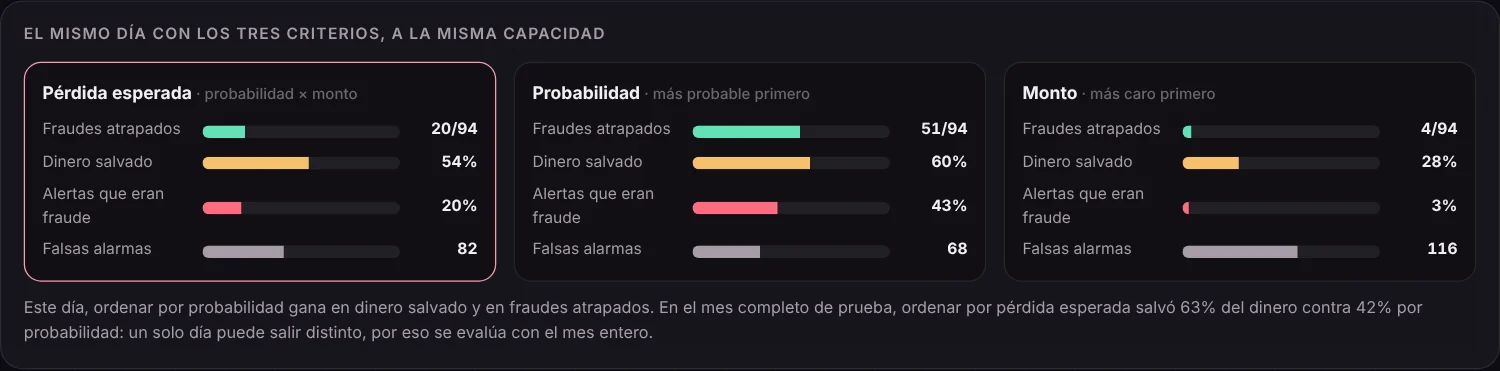 EL MISMO DÍA CON LOS TRES CRITERIOS, A LA MISMA CAPACIDAD
Pérdida esperada · probabilidad × monto
Fraudes atrapados 20/94
Dinero salvado 54%
Alertas que eran
fraude 20%
Falsas alarmas 82
Probabilidad · más probable primero
Fraudes atrapados 51/94
Dinero salvado 60%
Alertas que eran
fraude 43%
Falsas alarmas 68
Monto · más caro primero
Fraudes atrapados 4/94
Dinero salvado 28%
Alertas que eran
fraude 3%
Falsas alarmas 116
Este día, ordenar por probabilidad gana en dinero salvado y en fraudes atrapados. En el mes completo de prueba, ordenar por pérdida esperada salvó 63% del dinero contra 42% por
probabilidad: un solo día puede salir distinto, por eso se evalúa con el mes entero.